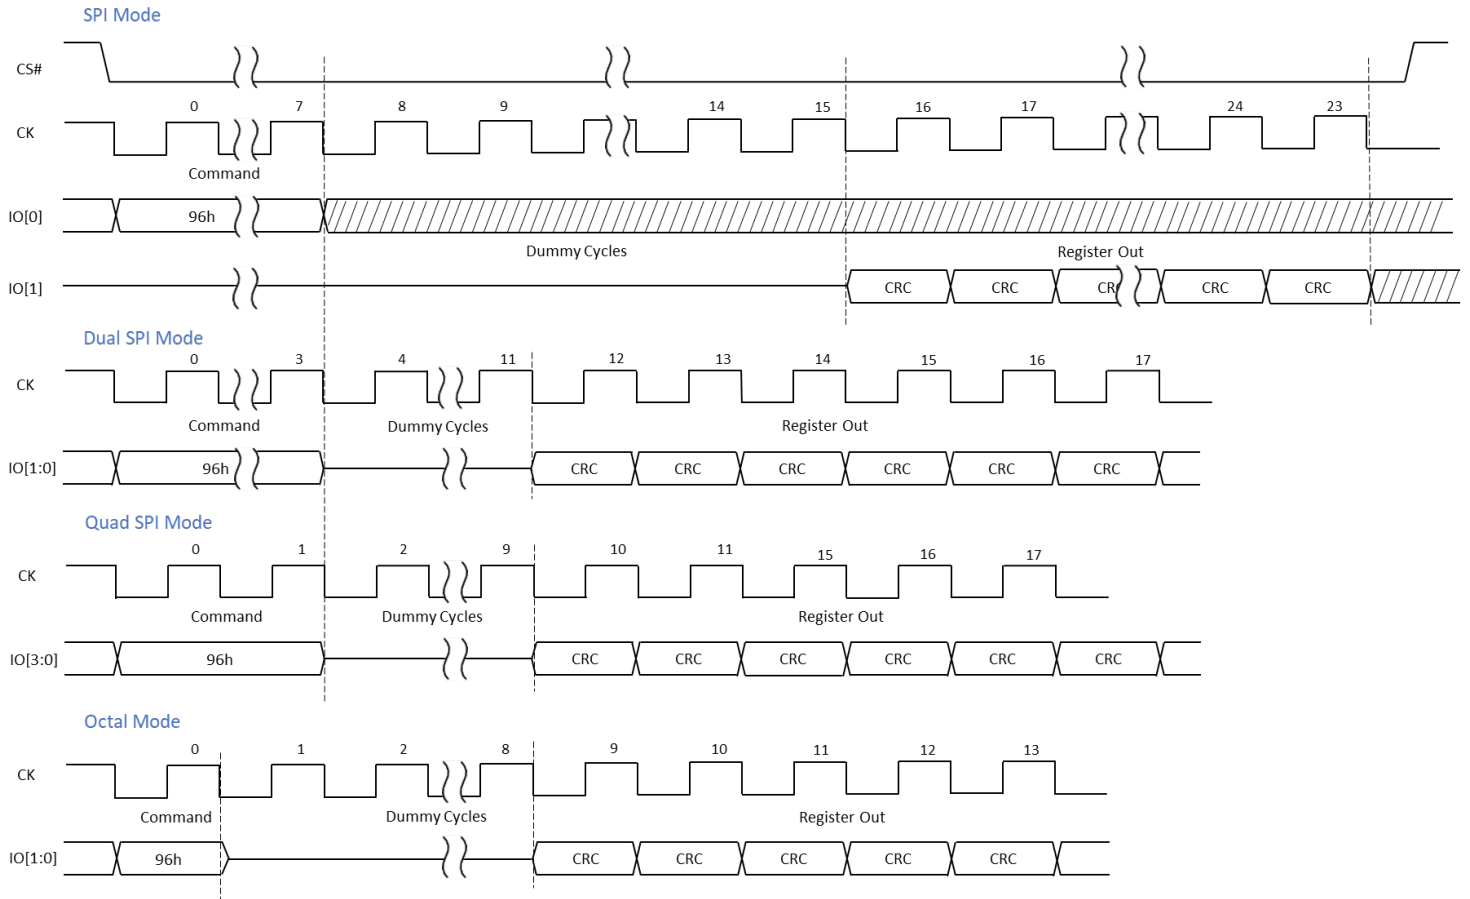 SPI Mode
CS#
0 7 8 9 14 15 16 17 24 23
CK
Command
IO[0] 96h
Dummy Cycles Register Out
IO[1] CRC CRC CRC CRC CRC
Dual SPI Mode
0 3 4 11 12 13 14 15 16 17
CK
Command Dummy Cycles Register Out
IO[1:0] 96h CRC CRC CRC CRC CRC CRC
Quad SPI Mode
0 1 2 9 10 11 15 16 17
CK
Command Dummy Cycles Register Out
IO[3:0] 96h CRC CRC CRC CRC CRC CRC
Octal Mode
0 1 2 8 9 10 11 12 13
CK
Command Dummy Cycles Register Out
IO[1:0] 96h CRC CRC CRC CRC CRC